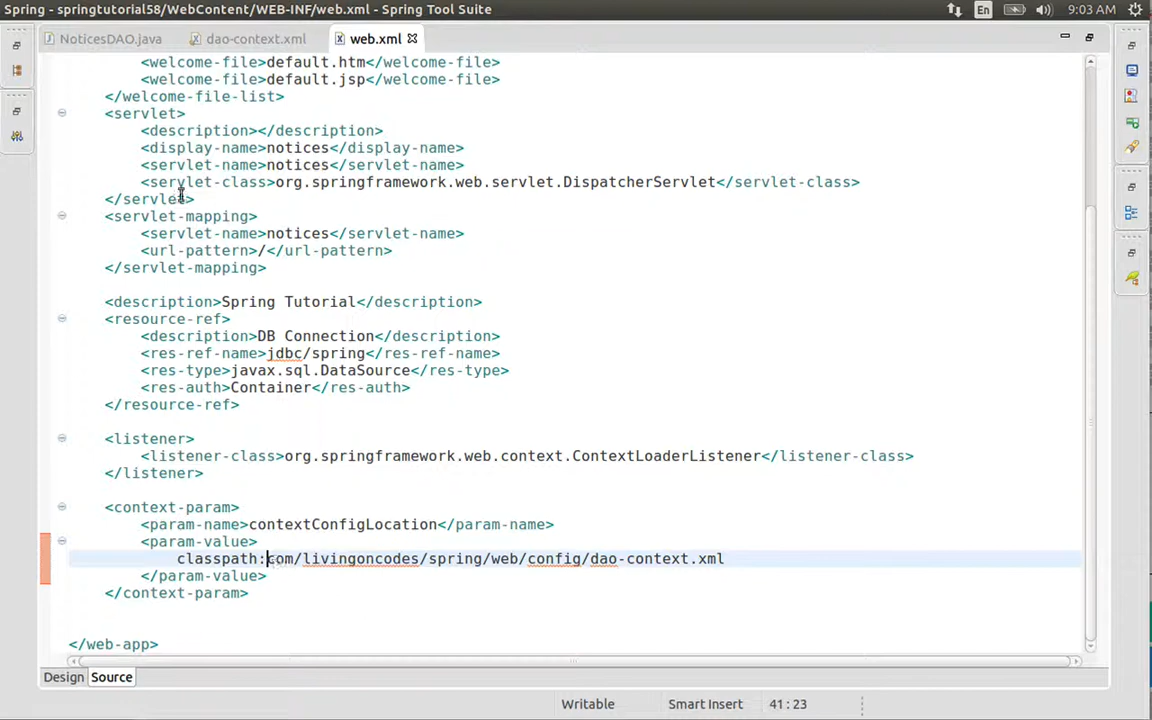 Spring - springtutorial58/WebContent/WEB-INF/web.xml - Spring Tool Suite
En
9:03 AM
NoticesDAO.java
dao-context.xml
web.xml
<welcome-file>default.htm</welcome-file>
<welcome-file>default.jsp</welcome-file>
</welcome-file-list>
<servlet>
<description></description>
<display-name>notices</display-name>
<servlet-name>notices</servlet-name>
<servlet-class>org.springframework.web.servlet.DispatcherServlet</servlet-class>
</servlet>
<servlet-mapping>
<servlet-name>notices</servlet-name>
<url-pattern>/</url-pattern>
</servlet-mapping>
<description>Spring Tutorial</description>
<resource-ref>
<description>DB Connection</description>
<res-ref-name>jdbc/spring</res-ref-name>
<res-type>javax.sql.DataSource</res-type>
<res-auth>Container</res-auth>
</resource-ref>
<listener>
<listener-class>org.springframework.web.context.ContextLoaderListener</listener-class>
</listener>
<context-param>
<param-name>contextConfigLocation</param-name>
<param-value>
classpath:com/livingoncodes/spring/web/config/dao-context.xml
</param-value>
</context-param>
</web-app>
Design
Source
Writable
Smart Insert
41 : 23